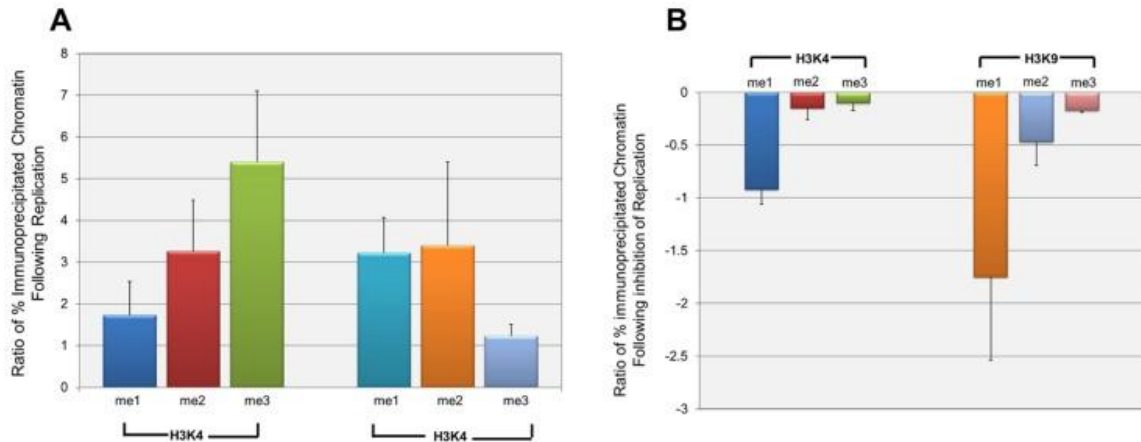 A
Ratio of % Immunoprecipitated Chromatin
Following Replication
8
7
6
5
4
3
2
1
0
me1 me2 me3 me1 me2 me3
H3K4 H3K4
B
Ratio of % immunoprecipitated Chromatin
Following inhibition of Replication
H3K4 H3K9
me1 me2 me3 me1 me2 me3
0
-0.5
-1
-1.5
-2
-2.5
-3